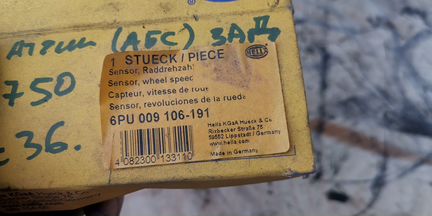 (АБС) ЗАД
750
36.
1 STUECK / PIECE
HELLA
Sensor, Raddrehzahl
Sensor, wheel speed
Capteur, vitesse de roue
Sensor, revoluciones de la rueda
6PU 009 106-191
Hella KGaA Hueck & Co.
Rixbecker Straße 75
59552 Lippstadt / Germany
www.hella.com
4 082300 133110
Made in Germany